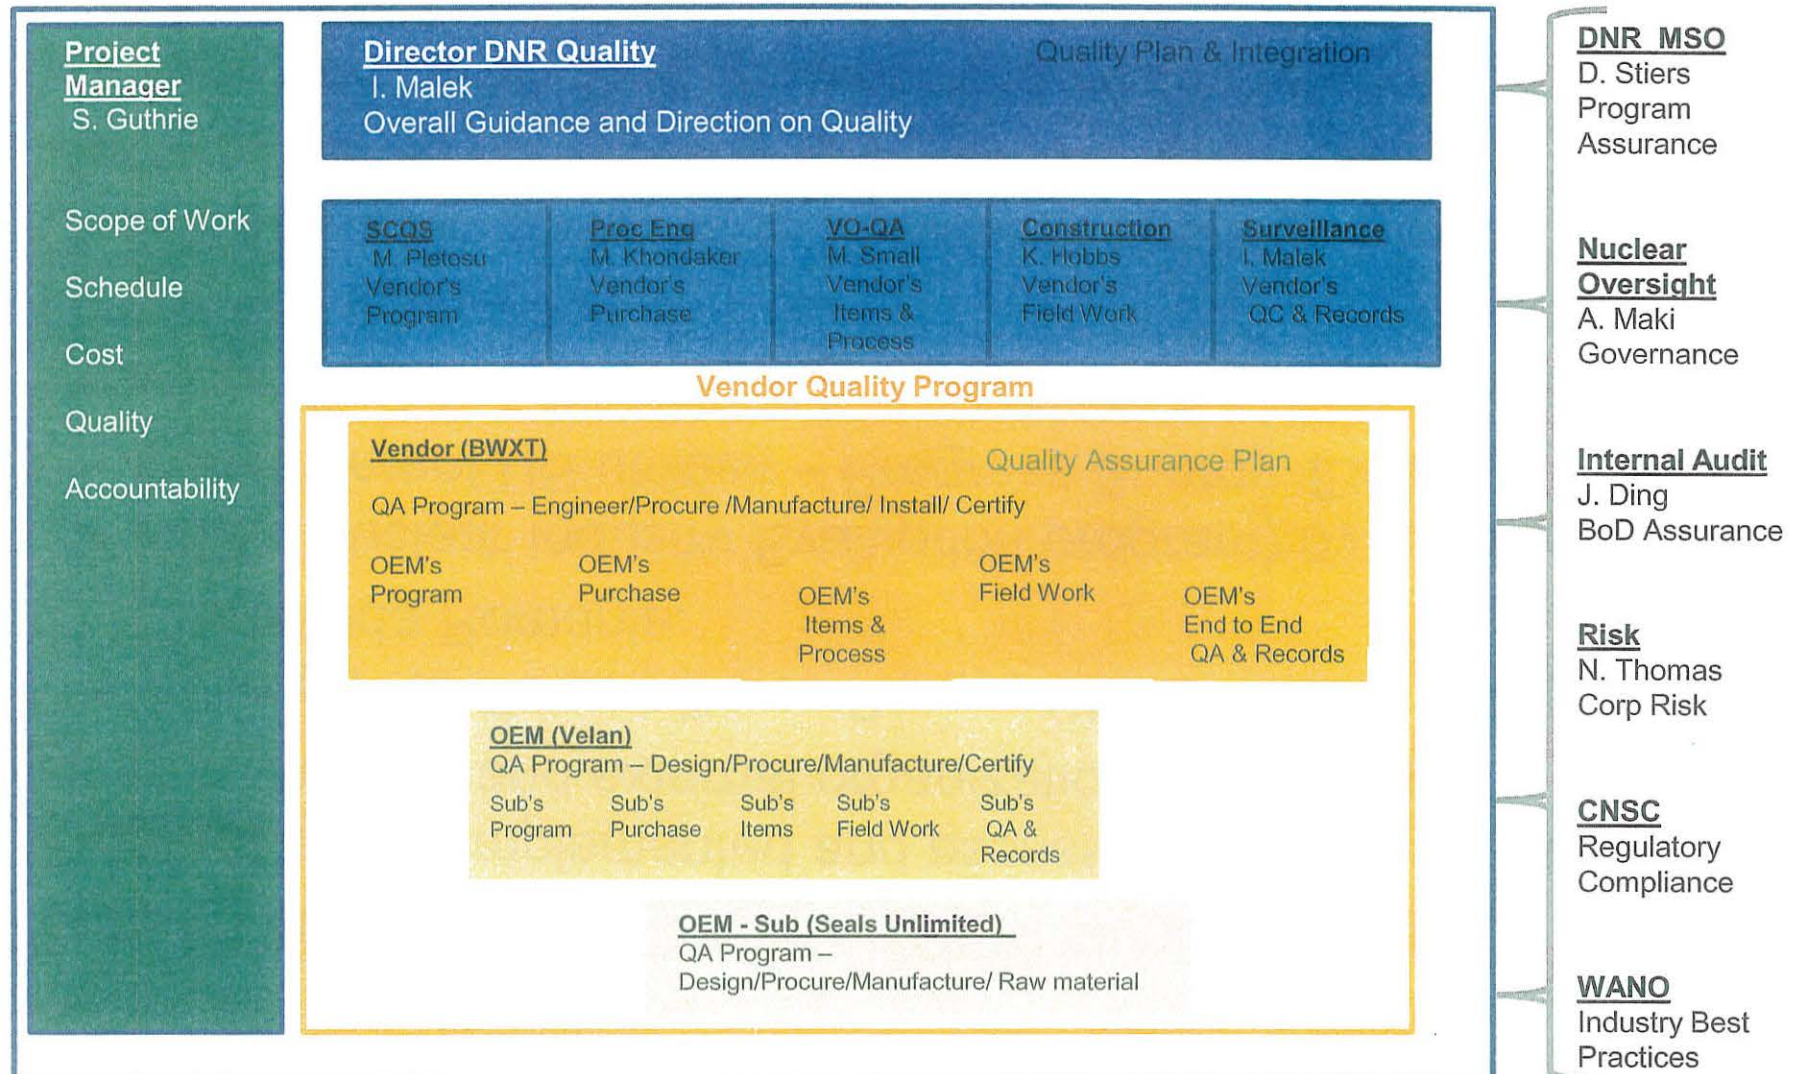 Project
Manager
S. Guthrie
Scope of Work
Schedule
Cost
Quality
Accountability
Director DNR Quality
Quality Plan & Integration
I. Malek
Overall Guidance and Direction on Quality
SCQS
M. Pletosu
Vendor's
Program
Proc Eng
M. Khondaker
Vendor's
Purchase
VO-QA
M. Small
Vendor's
Items &
Process
Construction
K. Hobbs
Vendor's
Field Work
Surveillance
I. Malek
Vendor's
QC & Records
Vendor Quality Program
Vendor (BWXT)
Quality Assurance Plan
QA Program – Engineer/Procure /Manufacture/ Install/ Certify
OEM's
Program
OEM's
Purchase
OEM's
Items &
Process
OEM's
Field Work
OEM's
End to End
QA & Records
OEM (Velan)
QA Program – Design/Procure/Manufacture/Certify
Sub's
Program
Sub's
Purchase
Sub's
Items
Sub's
Field Work
Sub's
QA &
Records
OEM - Sub (Seals Unlimited)
QA Program –
Design/Procure/Manufacture/ Raw material
DNR MSO
D. Stiers
Program
Assurance
Nuclear
Oversight
A. Maki
Governance
Internal Audit
J. Ding
BoD Assurance
Risk
N. Thomas
Corp Risk
CNSC
Regulatory
Compliance
WANO
Industry Best
Practices